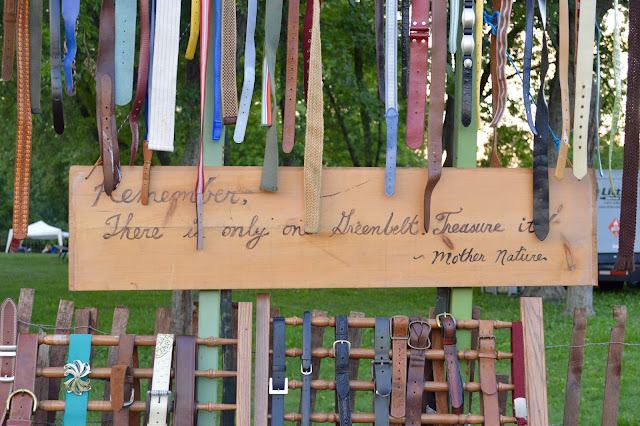 Remember,
There is only one Greenbelt. Treasure it!
~ Mother Nature